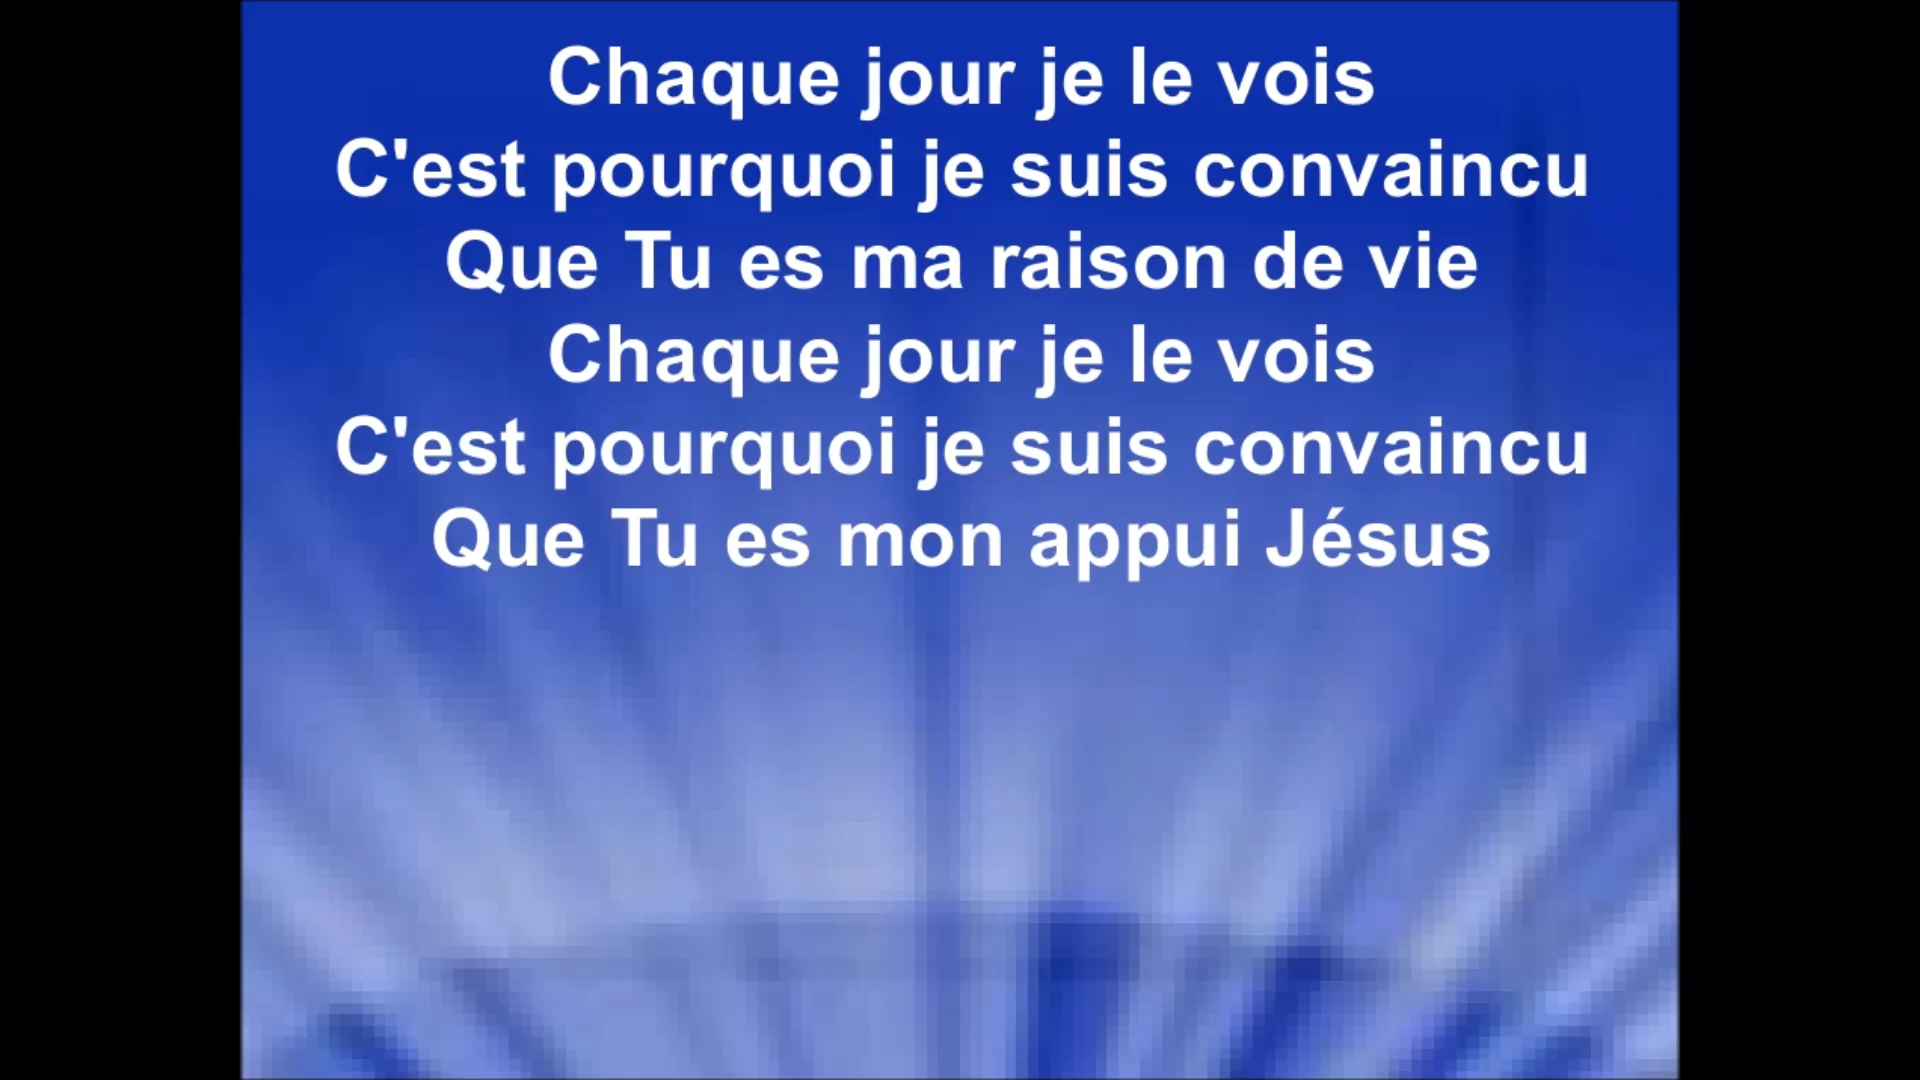 Chaque jour je le vois
C'est pourquoi je suis convaincu
Que Tu es ma raison de vie
Chaque jour je le vois
C'est pourquoi je suis convaincu
Que Tu es mon appui Jésus